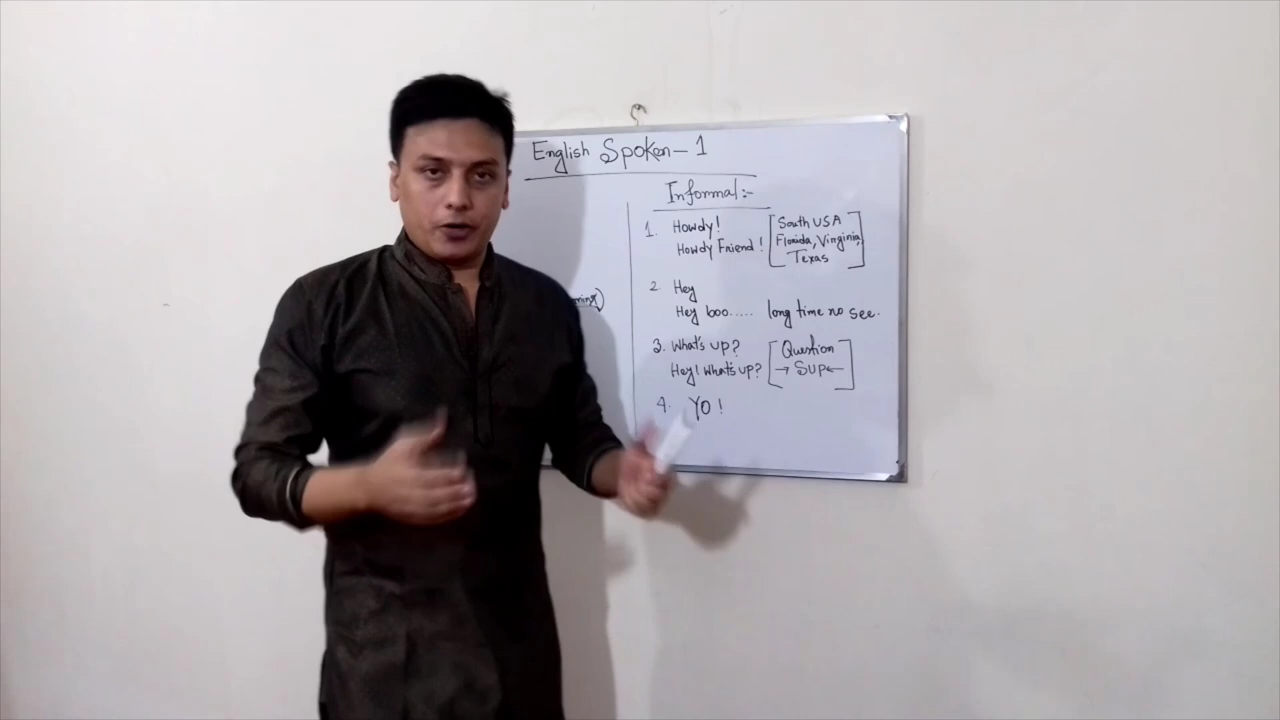 English Spoken-1
Informal:-
1. Howdy! [South USA
Howdy Friend! Florida, Virginia,
Texas]
2 Hey
Hey boo..... long time no see.
3. What's up? [Question
Hey! What's up? → Sup ←]
4. YO!